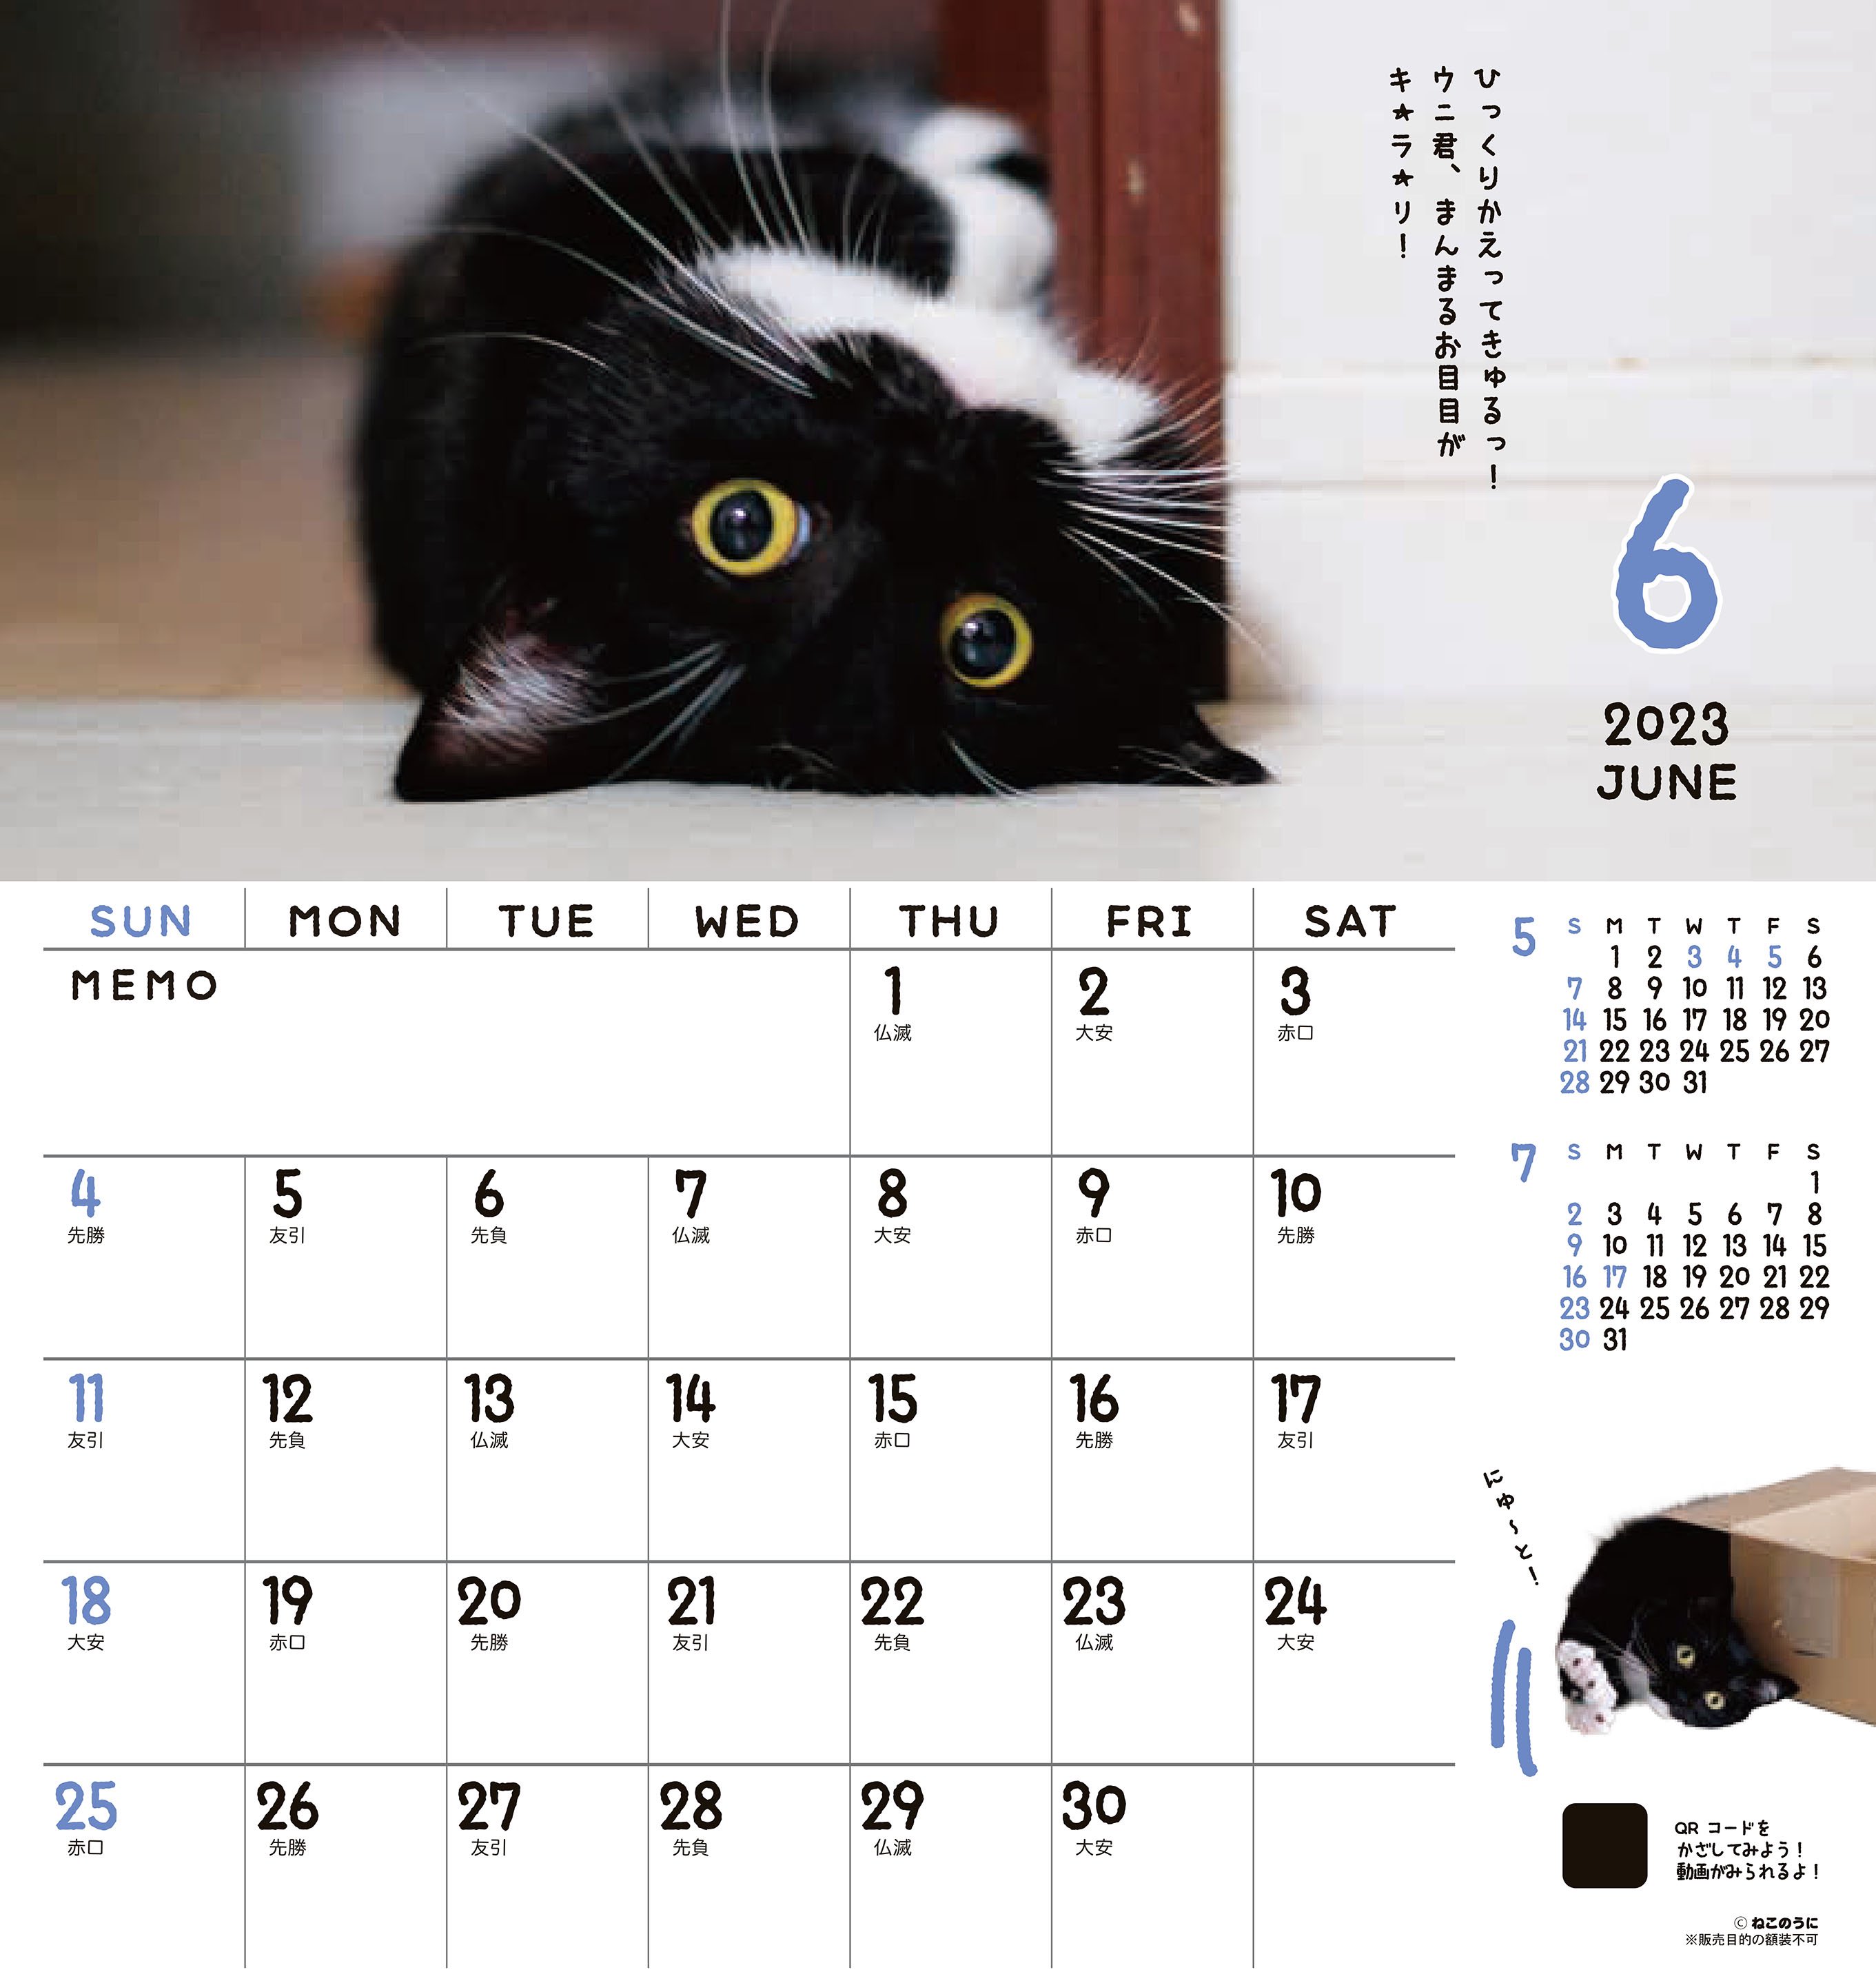 ひっくりかえってきゅるっ!
ウニ君、まんまるお目目が
キ★ラ★リ!
6
2023
JUNE
SUN MON TUE WED THU FRI SAT
MEMO
1 2 3
仏滅 大安 赤口
4 5 6 7 8 9 10
先勝 友引 先負 仏滅 大安 赤口 先勝
11 12 13 14 15 16 17
友引 先負 仏滅 大安 赤口 先勝 友引
18 19 20 21 22 23 24
大安 赤口 先勝 友引 先負 仏滅 大安
25 26 27 28 29 30
赤口 先勝 友引 先負 仏滅 大安
5 S M T W T F S
1 2 3 4 5 6
7 8 9 10 11 12 13
14 15 16 17 18 19 20
21 22 23 24 25 26 27
28 29 30 31
7 S M T W T F S
1
2 3 4 5 6 7 8
9 10 11 12 13 14 15
16 17 18 19 20 21 22
23 24 25 26 27 28 29
30 31
にゅ〜と!
QR コードを
かざしてみよう!
動画がみられるよ!
© ねこのうに
※販売目的の額装不可